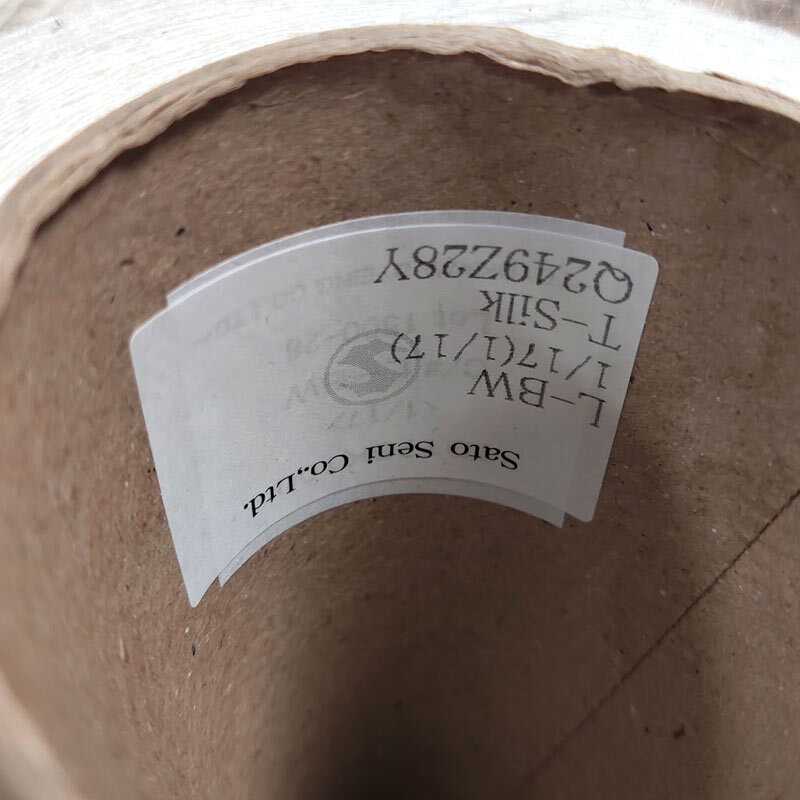 Sato Seni Co.,Ltd.
L-BW
1/17(1/17)
T-Silk
Q249Z28Y